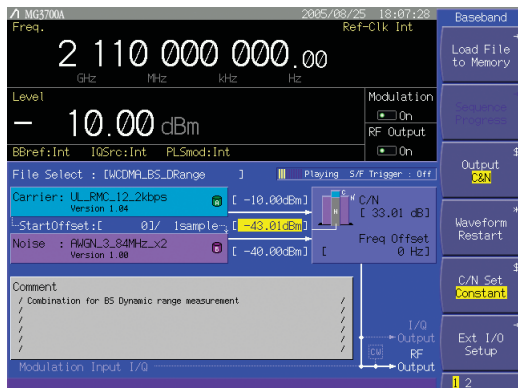 MG3700A 2005/08/25 18:07:28
Freq. Ref-Clk Int
2 110 000 000.00
GHz MHz kHz Hz
Level
- 10.00 dBm
Modulation
On
RF Output
On
BBref:Int IQSrc:Int PLSmod:Int
File Select : [WCDMA_BS_DRange ] Playing S/F Trigger : Off
Carrier: UL_RMC_12_2kbps
Version 1.04
[ -10.00dBm]
C N
C/N
[ 33.01 dB]
StartOffset:[ 0]/ 1sample
[ -43.01dBm]
Noise : AWGN_3_84MHz_x2
Version 1.00
[ -40.00dBm]
Freq Offset
[ 0 Hz]
Comment
/ Combination for BS Dynamic range measurement /
/ /
/ /
/ /
/ /
I/Q
Output
CW
RF
Output
Modulation Input I/Q
Baseband
Load File
to Memory
Sequence
Progress
Output
C&N
Waveform
Restart
C/N Set
Constant
Ext I/O
Setup
1 2